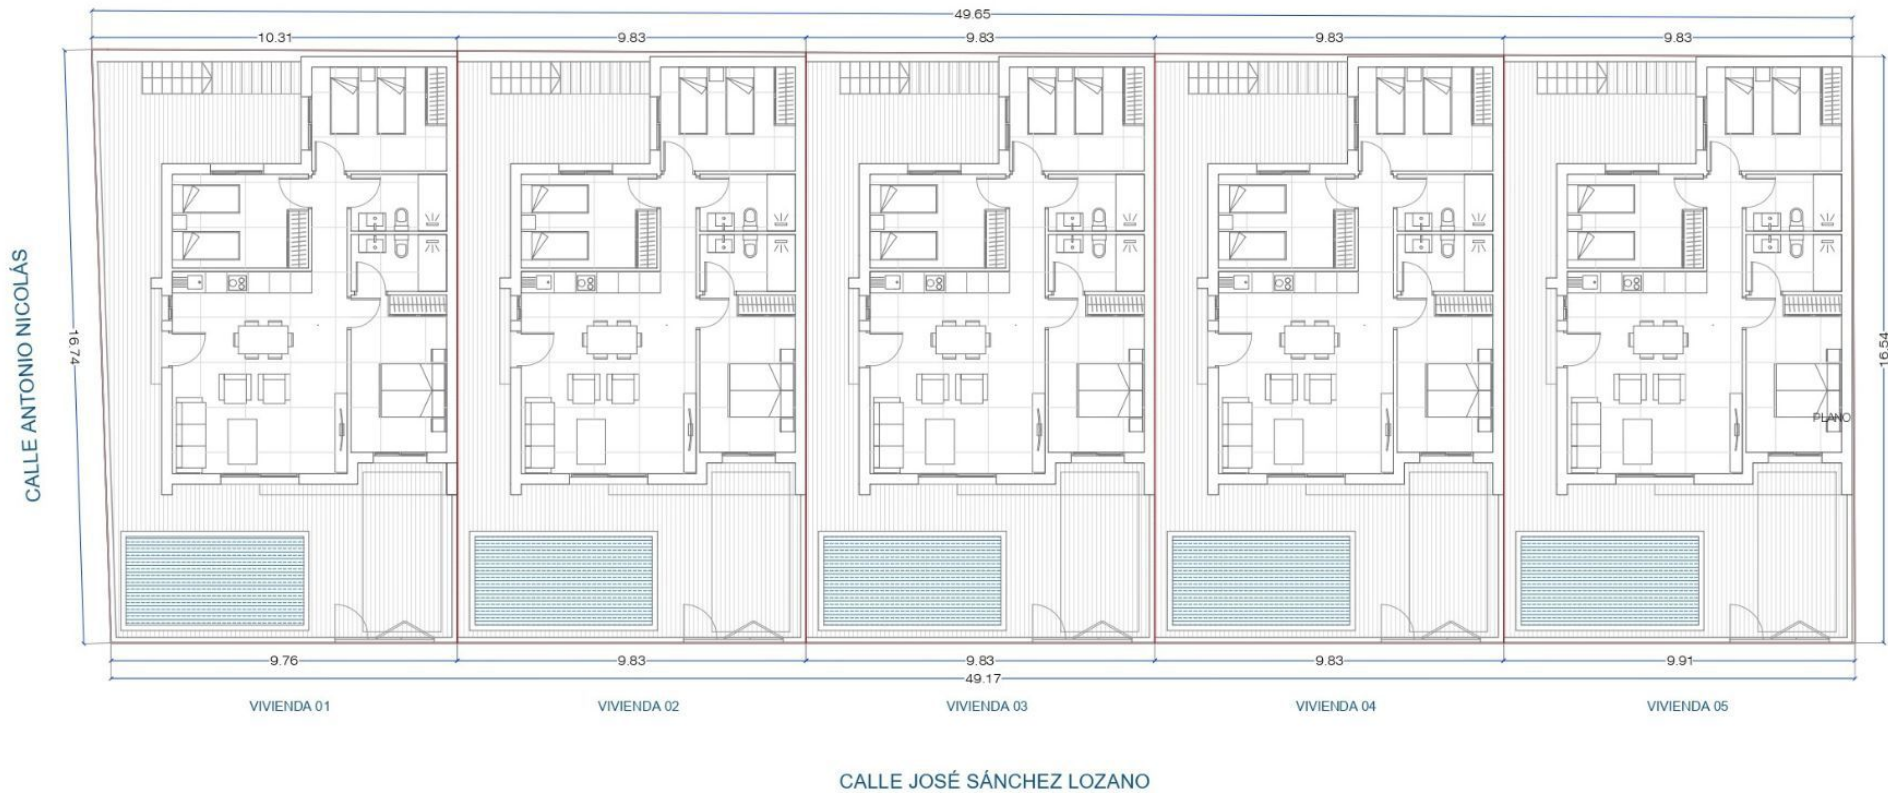 49.65
10.31
9.83
9.83
9.83
9.83
CALLE ANTONIO NICOLÁS
16.74
16.54
PLANO
9.76
9.83
9.83
9.83
9.91
49.17
VIVIENDA 01
VIVIENDA 02
VIVIENDA 03
VIVIENDA 04
VIVIENDA 05
CALLE JOSÉ SÁNCHEZ LOZANO